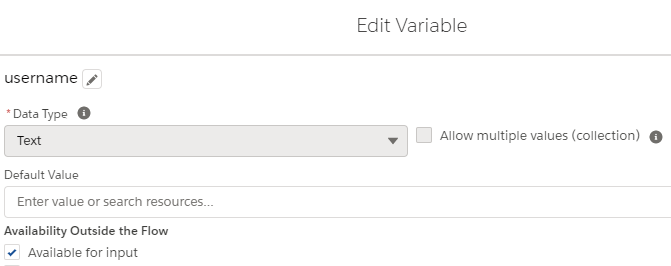 Edit Variable
username
* Data Type
Text
Allow multiple values (collection)
Default Value
Enter value or search resources...
Availability Outside the Flow
Available for input